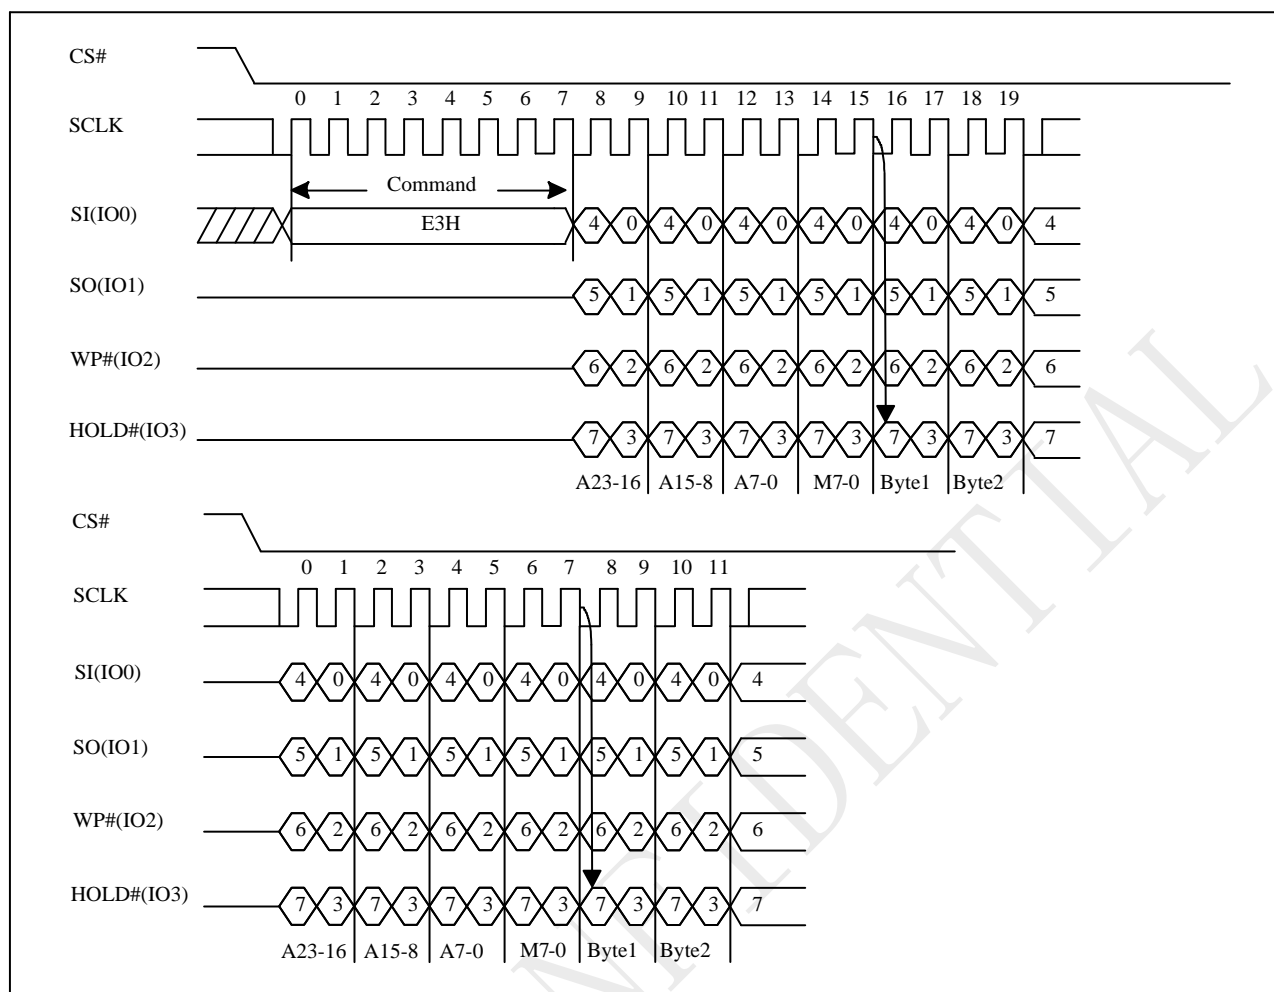 CS#
0 1 2 3 4 5 6 7 8 9 10 11 12 13 14 15 16 17 18 19
SCLK
Command
SI(IO0) E3H 4 0 4 0 4 0 4 0 4 0 4 0 4
SO(IO1) 5 1 5 1 5 1 5 1 5 1 5 1 5
WP#(IO2) 6 2 6 2 6 2 6 2 6 2 6 2 6
HOLD#(IO3) 7 3 7 3 7 3 7 3 7 3 7 3 7
A23-16 A15-8 A7-0 M7-0 Byte1 Byte2
CS#
0 1 2 3 4 5 6 7 8 9 10 11
SCLK
SI(IO0) 4 0 4 0 4 0 4 0 4 0 4 0 4
SO(IO1) 5 1 5 1 5 1 5 1 5 1 5 1 5
WP#(IO2) 6 2 6 2 6 2 6 2 6 2 6 2 6
HOLD#(IO3) 7 3 7 3 7 3 7 3 7 3 7 3 7
A23-16 A15-8 A7-0 M7-0 Byte1 Byte2
NFIDENTIAL